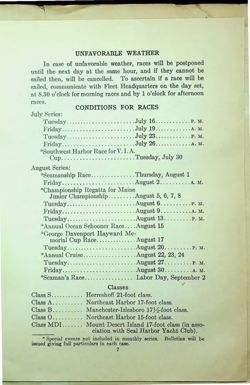 UNFAVORABLE WEATHER
In case of unfavorable weather, races will be postponed
until the next day at the same hour, and if they cannot be
sailed then, will be cancelled. To ascertain if a race will be
sailed, communicate with Fleet Headquarters on the day set,
at 8.30 o'clock for morning races and by 1 o'clock for afternoon
races.
CONDITIONS FOR RACES
July Series:
Tuesday..........July 16..........P. M.
Friday..........July 19..........A. M.
Tuesday..........July 23..........P. M.
Friday..........July 26..........A. M.
*Southwest Harbor Race for V. I. A.
Cup..........Tuesday, July 30
August Series:
*Seamanship Race..........Thursday, August 1
Friday..........August 2..........A. M.
*Championship Regatta for Maine
Junior Championship..........August 5, 6, 7, 8
Tuesday..........August 6..........P. M.
Friday..........August 9..........A. M.
Tuesday..........August 13..........P. M.
*Annual Ocean Schooner Race...August 15
*George Davenport Hayward Me-
morial Cup Race..........August 17
Tuesday..........August 20..........P. M.
*Annual Cruise..........August 22, 23, 24
Tuesday..........August 27..........P. M.
Friday..........August 30..........A. M.
*Seaman's Race..........Labor Day, September 2
Classes
Class S..........Herreshoff 21-foot class.
Class A..........Northeast Harbor 17-foot class.
Class B..........Manchester-Islesboro 17½-foot class.
Class O..........Northeast Harbor 15-foot class.
Class MDI.......Mount Desert Island 17-foot class (in asso-
ciation with Seal Harbor Yacht Club).
*Special events not included in monthly series. Bulletins will be
issued giving full particulars in each case.
7